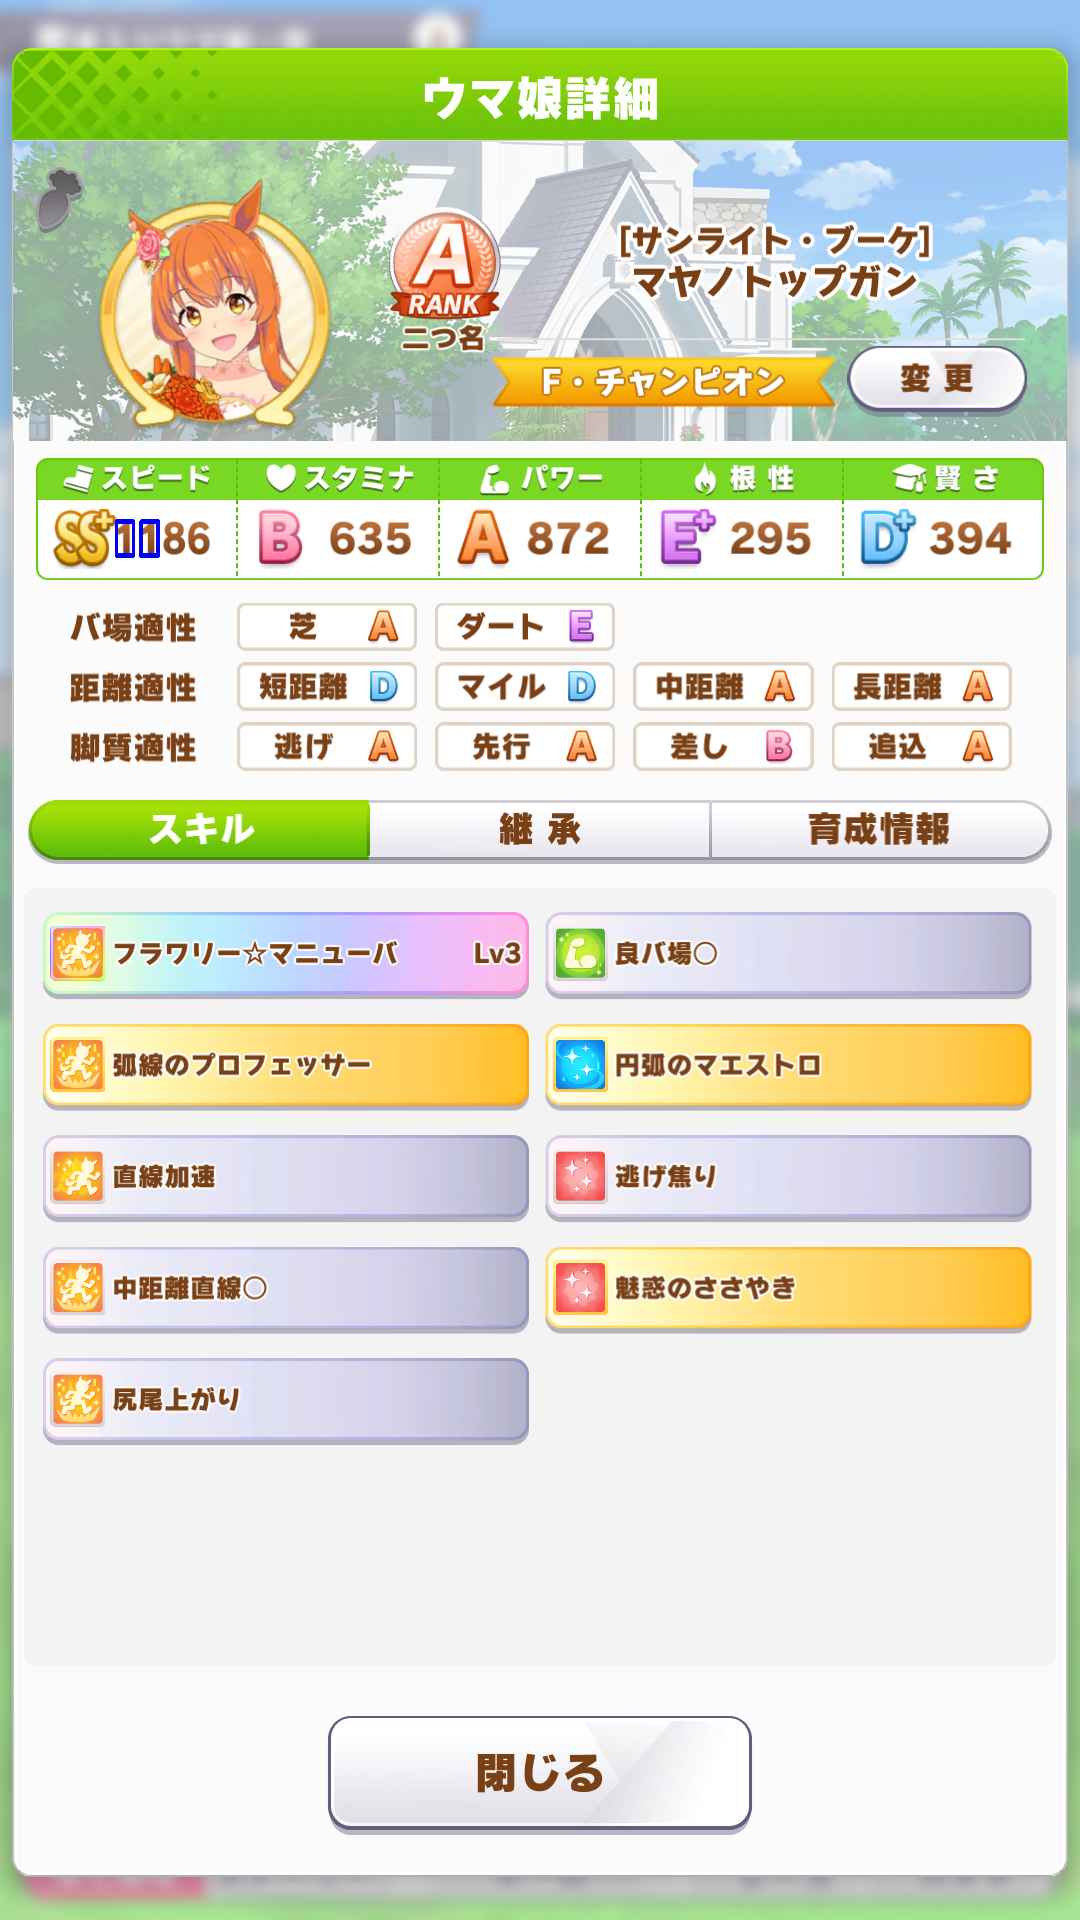 ウマ娘詳細
A
RANK
二つ名
[サンライト・ブーケ]
マヤノトップガン
F・チャンピオン
変更
スピード スタミナ パワー 根性 賢さ
SS+ 1186 B 635 A 872 E+ 295 D+ 394
バ場適性 芝 A ダート E
距離適性 短距離 D マイル D 中距離 A 長距離 A
脚質適性 逃げ A 先行 A 差し B 追込 A
スキル 継承 育成情報
フラワリー☆マニューバ Lv3 良バ場○
弧線のプロフェッサー 円弧のマエストロ
直線加速 逃げ焦り
中距離直線○ 魅惑のささやき
尻尾上がり
閉じる